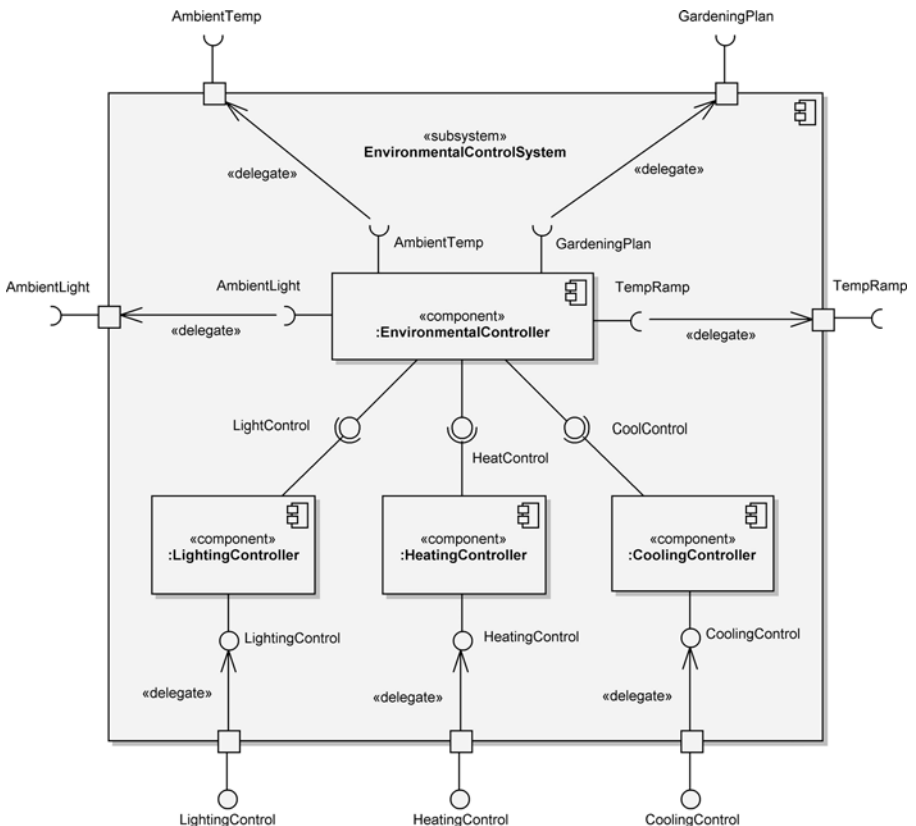 AmbientTemp
GardeningPlan
«subsystem»
EnvironmentalControlSystem
«delegate»
«delegate»
AmbientTemp
GardeningPlan
AmbientLight
AmbientLight
TempRamp
TempRamp
«component»
:EnvironmentalController
«delegate»
«delegate»
LightControl
CoolControl
HeatControl
«component»
:LightingController
«component»
:HeatingController
«component»
:CoolingController
LightingControl
HeatingControl
CoolingControl
«delegate»
«delegate»
«delegate»
LightingControl
HeatingControl
CoolingControl